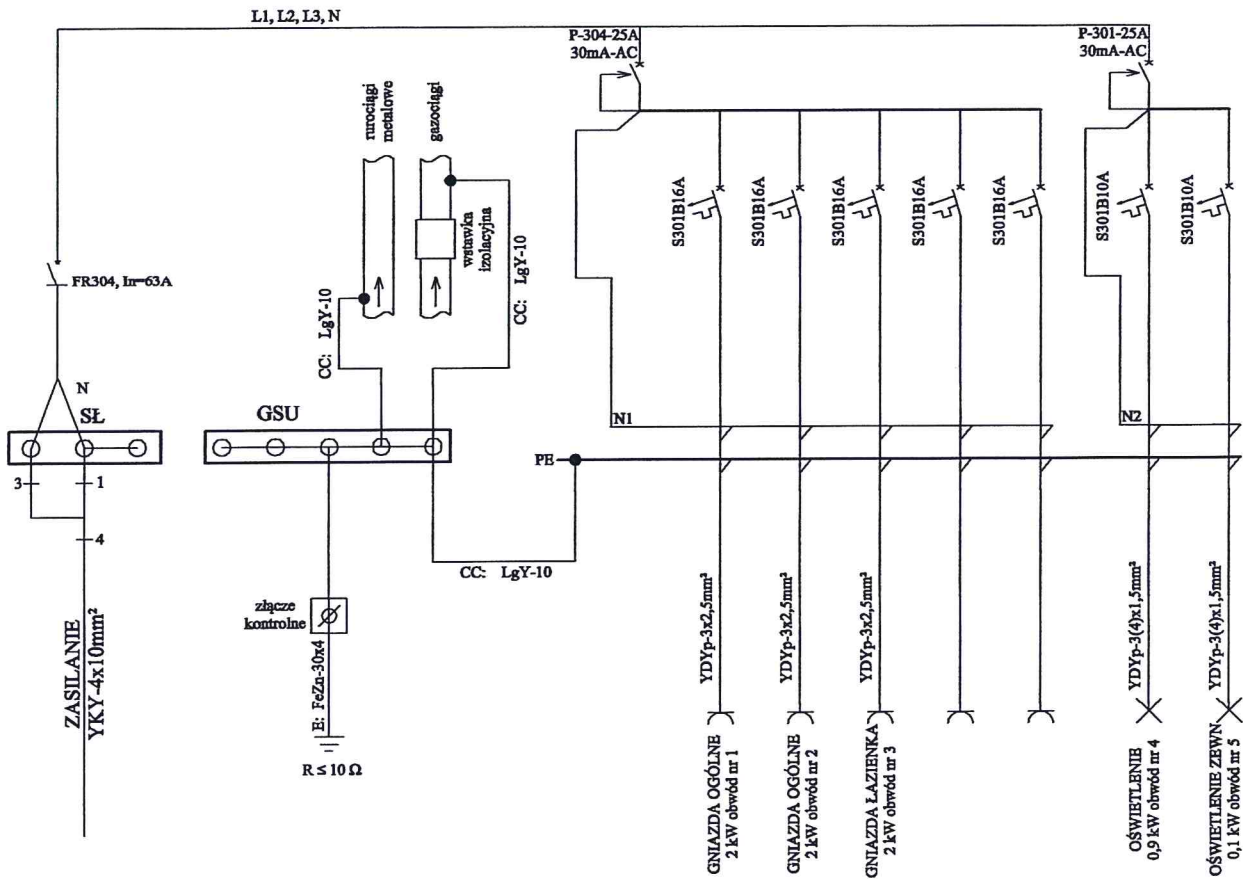 L1, L2, L3, N
P-304-25A
30mA-AC
P-301-25A
30mA-AC
rurociągi
metalowe
gazociągi
wstawka
izolacyjna
CC: LgY-10
CC: LgY-10
FR304, In=63A
S301B16A
S301B16A
S301B16A
S301B16A
S301B16A
S301B10A
S301B10A
N
SŁ
GSU
N1
N2
PE
3
1
4
CC: LgY-10
złącze
kontrolne
E: FeZn-30x4
R ≤ 10 Ω
ZASILANIE
YKY-4x10mm²
YDYp-3x2,5mm²
YDYp-3x2,5mm²
YDYp-3x2,5mm²
YDYp-3(4)x1,5mm²
YDYp-3(4)x1,5mm²
GNIAZDA OGÓLNE
2 kW obwód nr 1
GNIAZDA OGÓLNE
2 kW obwód nr 2
GNIAZDA ŁAZIENKA
2 kW obwód nr 3
OŚWIETLENIE
0,9 kW obwód nr 4
OŚWIETLENIE ZEWN
0,1 kW obwód nr 5